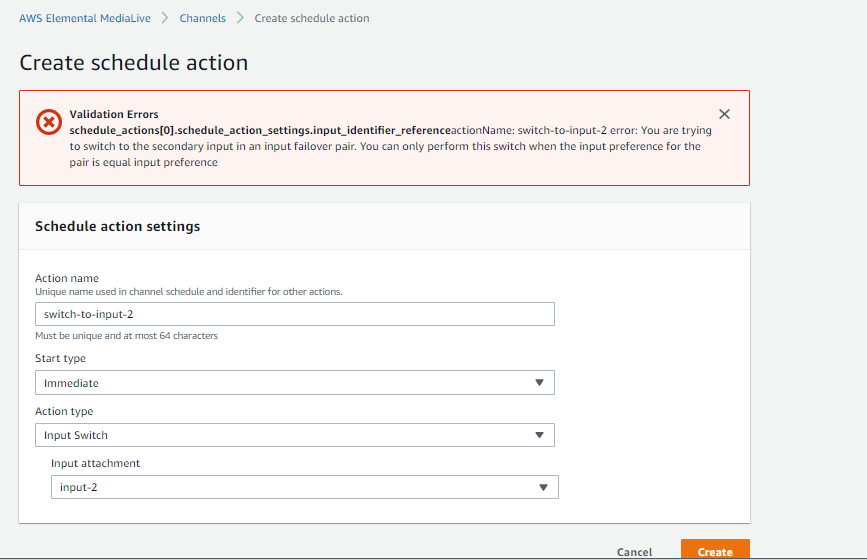 AWS Elemental MediaLive > Channels > Create schedule action
Create schedule action
Validation Errors
schedule_actions[0].schedule_action_settings.input_identifier_referenceactionName: switch-to-input-2 error: You are trying
to switch to the secondary input in an input failover pair. You can only perform this switch when the input preference for the
pair is equal input preference
Schedule action settings
Action name
Unique name used in channel schedule and identifier for other actions.
switch-to-input-2
Must be unique and at most 64 characters
Start type
Immediate
Action type
Input Switch
Input attachment
input-2
Cancel Create